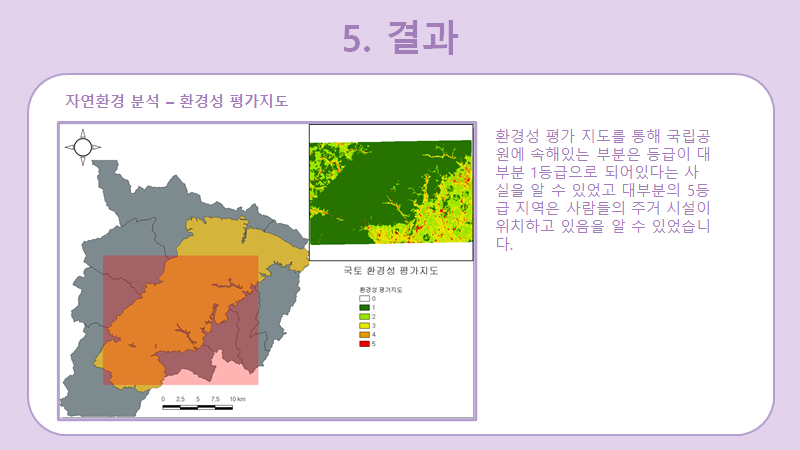 5. 결과
자연환경 분석 – 환경성 평가지도
환경성 평가 지도를 통해 국립공
원에 속해있는 부분은 등급이 대
부분 1등급으로 되어있다는 사
실을 알 수 있었고 대부분의 5등
급 지역은 사람들의 주거 시설이
위치하고 있음을 알 수 있었습니
다.
국토 환경성 평가지도
환경성 평가지도
0
1
2
3
4
5
0 2.5 5 7.5 10 km